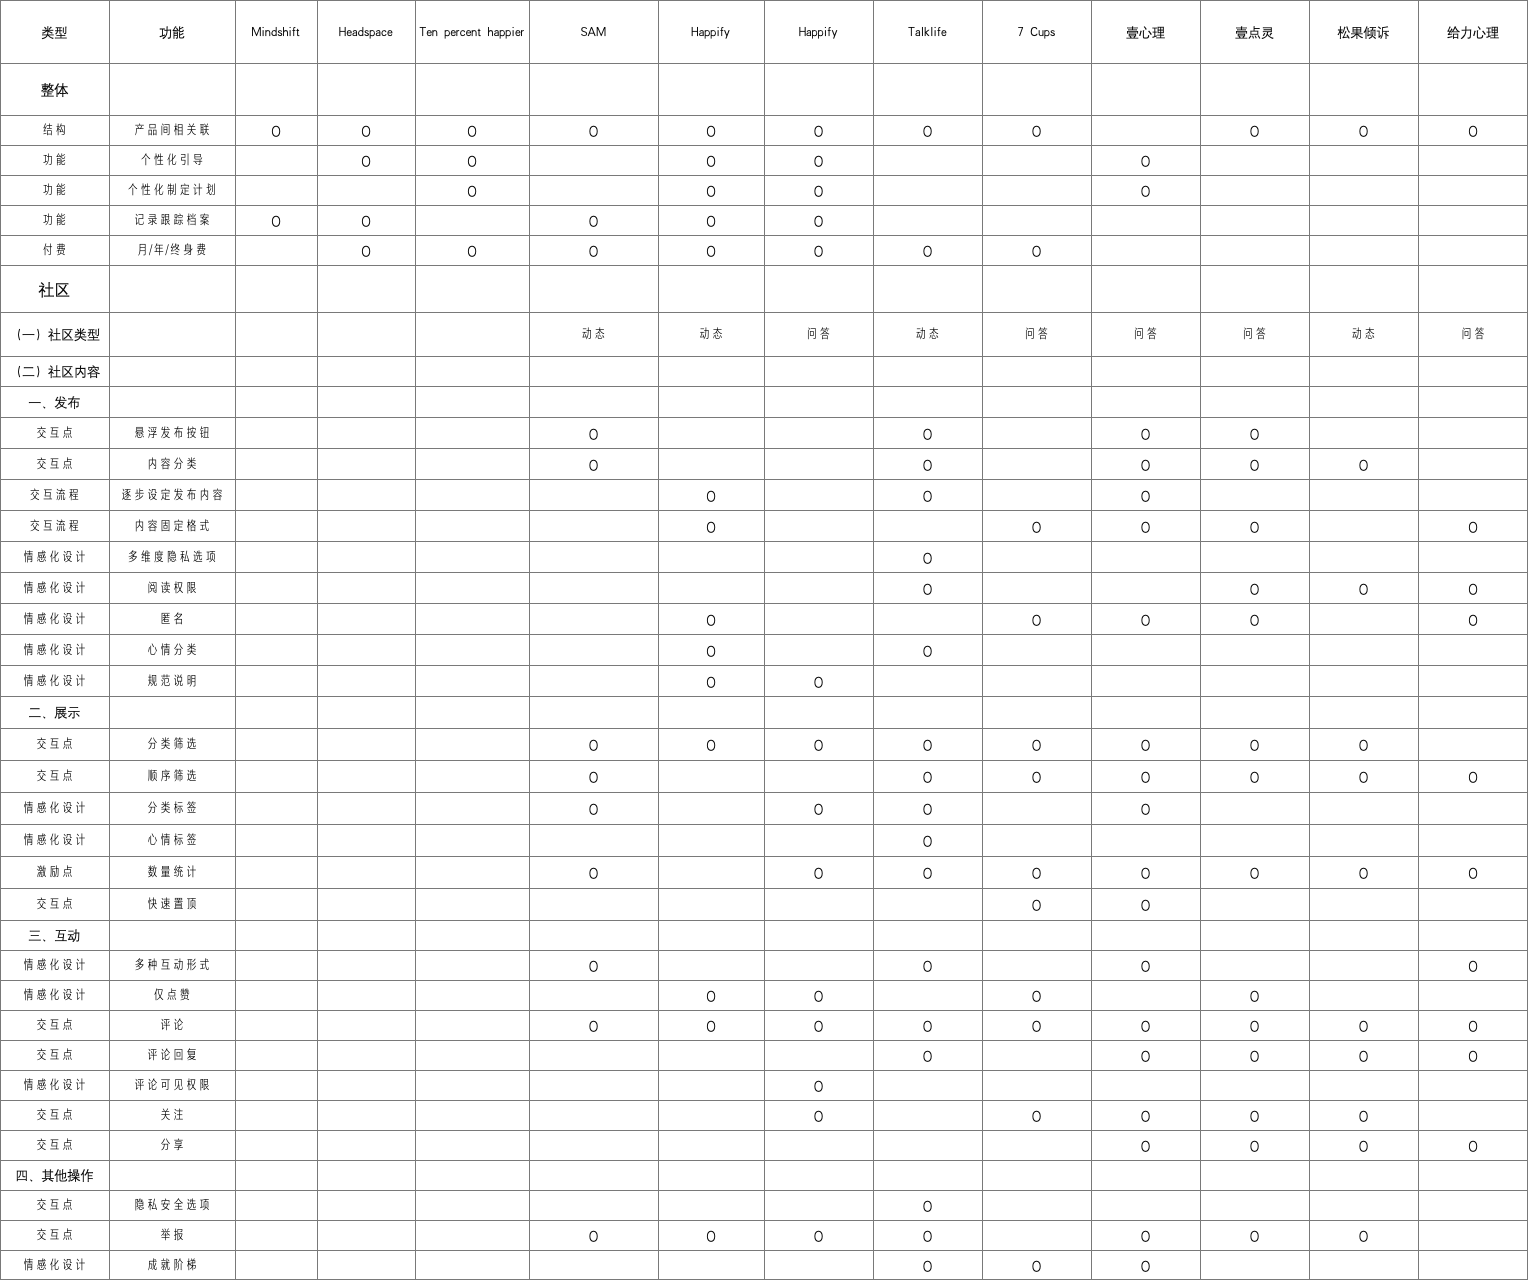 类型 功能 Mindshift Headspace Ten percent happier SAM Happify Happify Talklife 7 Cups 壹心理 壹点灵 松果倾诉 给力心理
整体
结构 产品间相关联 O O O O O O O O O O O
功能 个性化引导 O O O O O
功能 个性化制定计划 O O O O
功能 记录跟踪档案 O O O O O
付费 月/年/终身费 O O O O O O O
社区
（一）社区类型 动态 动态 问答 动态 问答 问答 问答 动态 问答
（二）社区内容
一、发布
交互点 悬浮发布按钮 O O O O
交互点 内容分类 O O O O O
交互流程 逐步设定发布内容 O O O
交互流程 内容固定格式 O O O O O
情感化设计 多维度隐私选项 O
情感化设计 阅读权限 O O O O
情感化设计 匿名 O O O O O
情感化设计 心情分类 O O
情感化设计 规范说明 O O
二、展示
交互点 分类筛选 O O O O O O O O
交互点 顺序筛选 O O O O O O O
情感化设计 分类标签 O O O O
情感化设计 心情标签 O
激励点 数量统计 O O O O O O O O
交互点 快速置顶 O O
三、互动
情感化设计 多种互动形式 O O O O
情感化设计 仅点赞 O O O O
交互点 评论 O O O O O O O O O
交互点 评论回复 O O O O O
情感化设计 评论可见权限 O
交互点 关注 O O O O O
交互点 分享 O O O O
四、其他操作
交互点 隐私安全选项 O
交互点 举报 O O O O O O O
情感化设计 成就阶梯 O O O